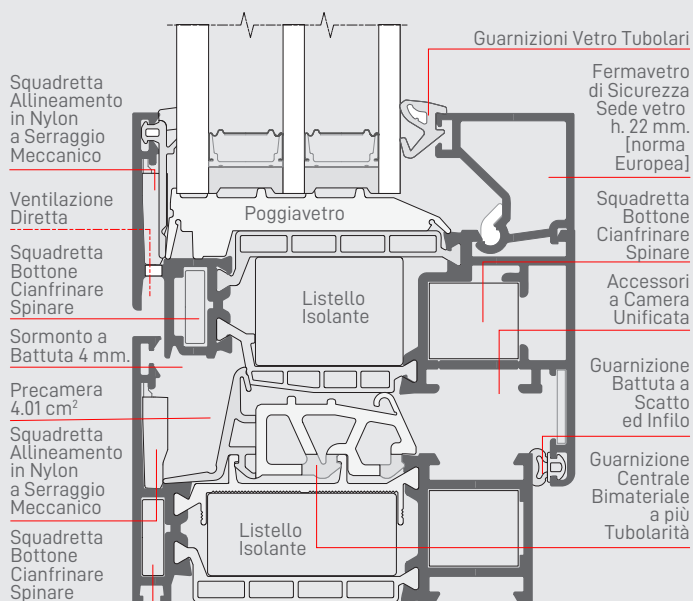 Squadretta
Allineamento
in Nylon
a Serraggio
Meccanico
Ventilazione
Diretta
Squadretta
Bottone
Cianfrinare
Spinare
Sormonto a
Battuta 4 mm.
Precamera
4.01 cm²
Squadretta
Allineamento
in Nylon
a Serraggio
Meccanico
Squadretta
Bottone
Cianfrinare
Spinare
Poggiavetro
Listello
Isolante
Listello
Isolante
Guarnizioni Vetro Tubolari
Fermavetro
di Sicurezza
Sede vetro
h. 22 mm.
[norma
Europea]
Squadretta
Bottone
Cianfrinare
Spinare
Accessori
a Camera
Unificata
Guarnizione
Battuta a
Scatto
ed Infilo
Guarnizione
Centrale
Bimateriale
a più
Tubolarità